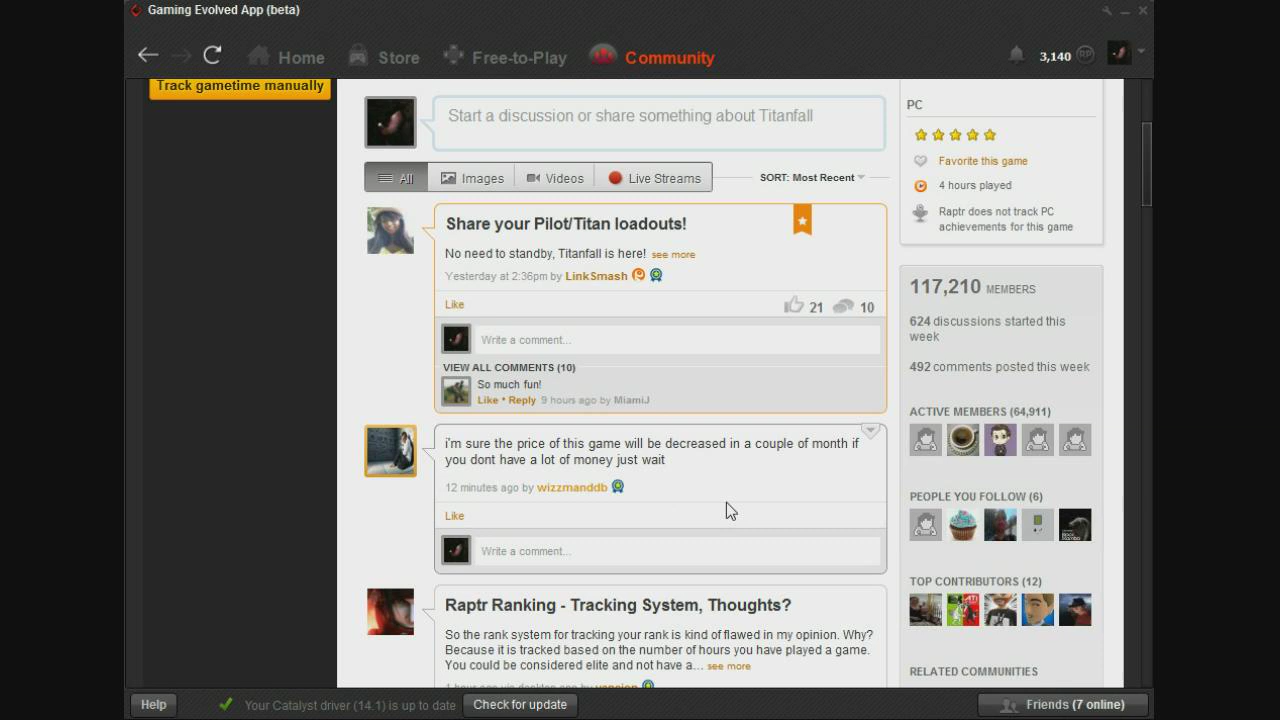 Gaming Evolved App (beta)
Home
Store
Free-to-Play
Community
3,140
RP
Track gametime manually
Start a discussion or share something about Titanfall
All
Images
Videos
Live Streams
SORT: Most Recent
Share your Pilot/Titan loadouts!
No need to standby, Titanfall is here! see more
Yesterday at 2:36pm by LinkSmash
Like
21
10
Write a comment...
VIEW ALL COMMENTS (10)
So much fun!
Like • Reply 9 hours ago by MiamiJ
i'm sure the price of this game will be decreased in a couple of month if
you dont have a lot of money just wait
12 minutes ago by wizzmanddb
Like
Write a comment...
Raptr Ranking - Tracking System, Thoughts?
So the rank system for tracking your rank is kind of flawed in my opinion. Why?
Because it is tracked based on the number of hours you have played a game.
You could be considered elite and not have a... see more
1 hour ago via desktop app by
PC
Favorite this game
4 hours played
Raptr does not track PC
achievements for this game
117,210 MEMBERS
624 discussions started this
week
492 comments posted this week
ACTIVE MEMBERS (64,911)
PEOPLE YOU FOLLOW (6)
TOP CONTRIBUTORS (12)
RELATED COMMUNITIES
Help
Your Catalyst driver (14.1) is up to date
Check for update
Friends (7 online)